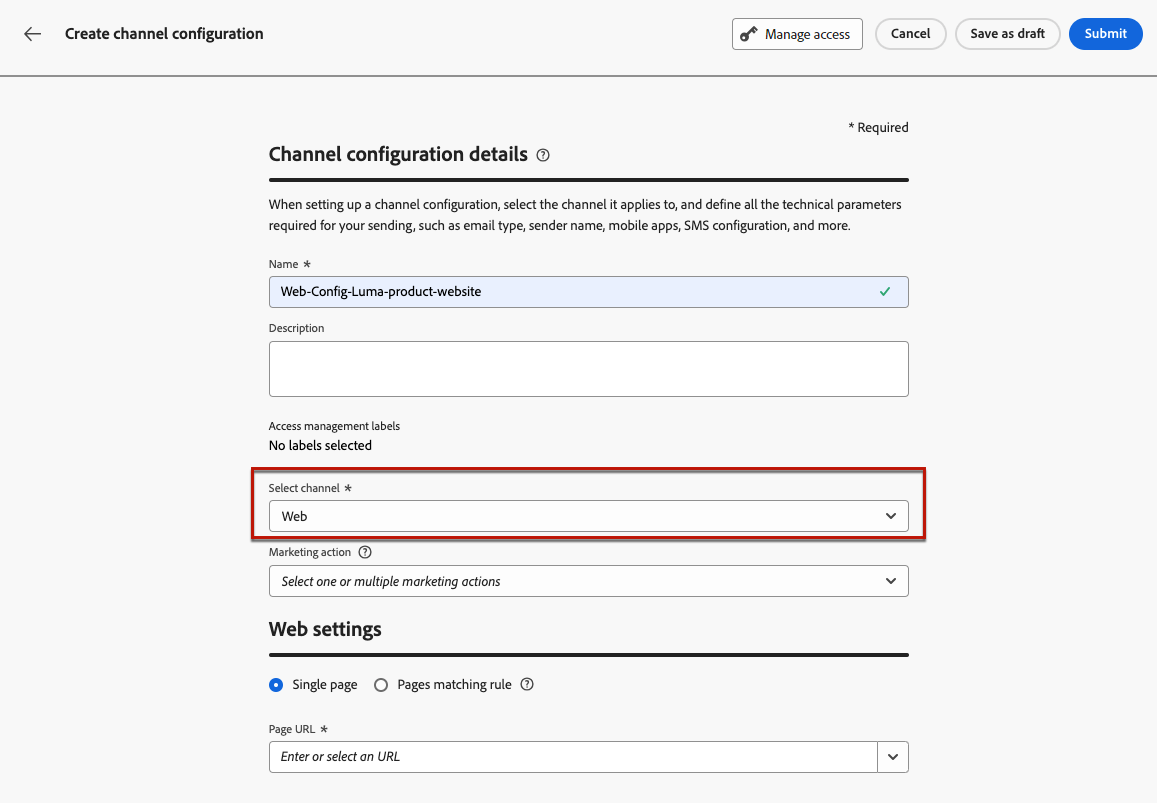 Create channel configuration
Manage access
Cancel
Save as draft
Submit
* Required
Channel configuration details
When setting up a channel configuration, select the channel it applies to, and define all the technical parameters
required for your sending, such as email type, sender name, mobile apps, SMS configuration, and more.
Name *
Web-Config-Luma-product-website
Description
Access management labels
No labels selected
Select channel *
Web
Marketing action
Select one or multiple marketing actions
Web settings
Single page
Pages matching rule
Page URL *
Enter or select an URL